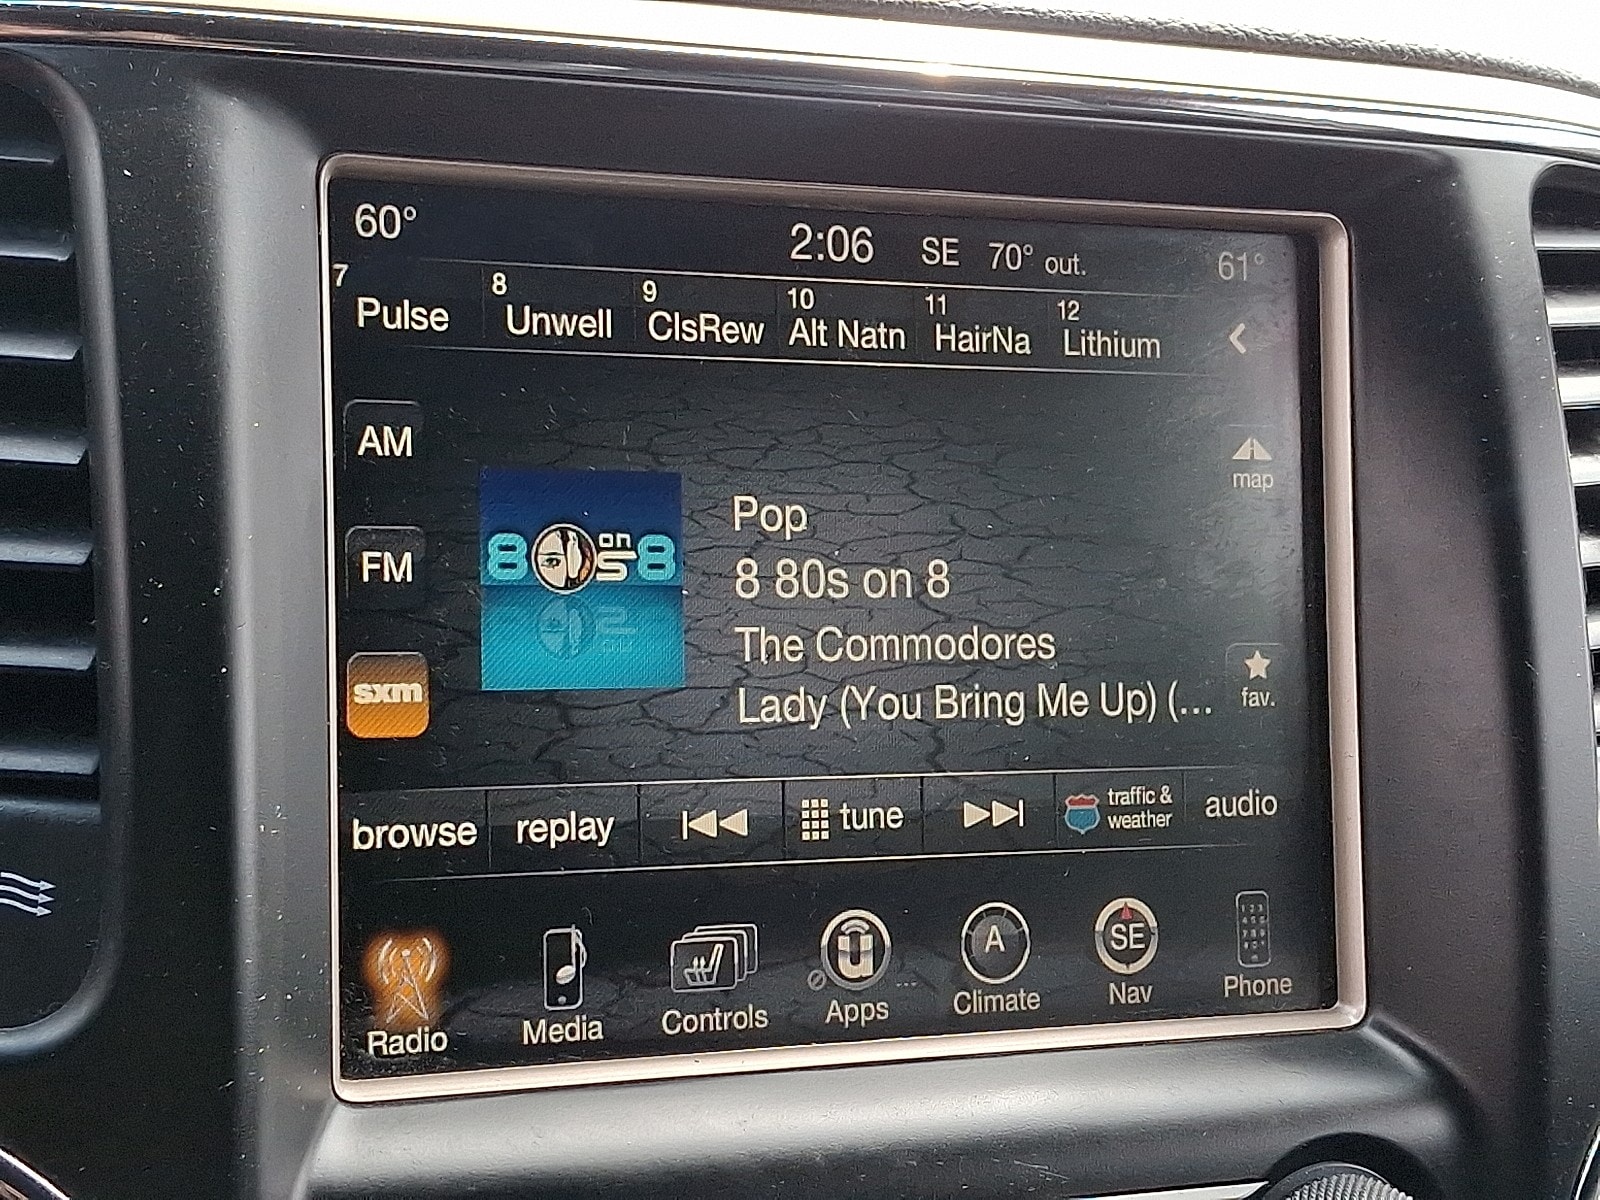 60° 2:06 SE 70° out. 61°
7 8 9 10 11 12
Pulse Unwell ClsRew Alt Natn HairNa Lithium
AM
map
Pop
80s on 8
8 80s on 8
FM
The Commodores
sxm
Lady (You Bring Me Up) (...
fav.
browse replay tune traffic & weather audio
A SE
Radio Media Controls Apps Climate Nav Phone